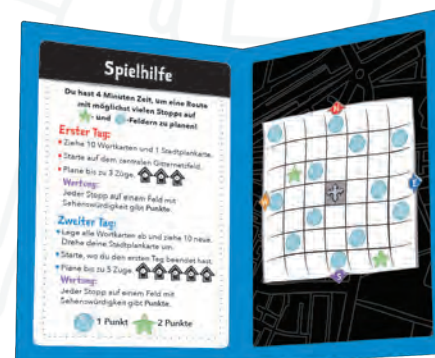 Spielhilfe
Du hast 4 Minuten Zeit, um eine Route
mit möglichst vielen Stopps auf
- und -Feldern zu planen!
Erster Tag:
Ziehe 10 Wortkarten und 1 Stadtplankarte.
Starte auf dem zentralen Gitternetzfeld.
Plane bis zu 3 Züge.
Wertung:
Jeder Stopp auf einem Feld mit
Sehenswürdigkeit gibt Punkte.
Zweiter Tag:
Lege alle Wortkarten ab und ziehe 10 neue.
Drehe deine Stadtplankarte um.
Starte, wo du den ersten Tag beendet hast.
Plane bis zu 5 Züge.
Wertung:
Jeder Stopp auf einem Feld mit
Sehenswürdigkeit gibt Punkte.
1 Punkt 2 Punkte
N
E
S